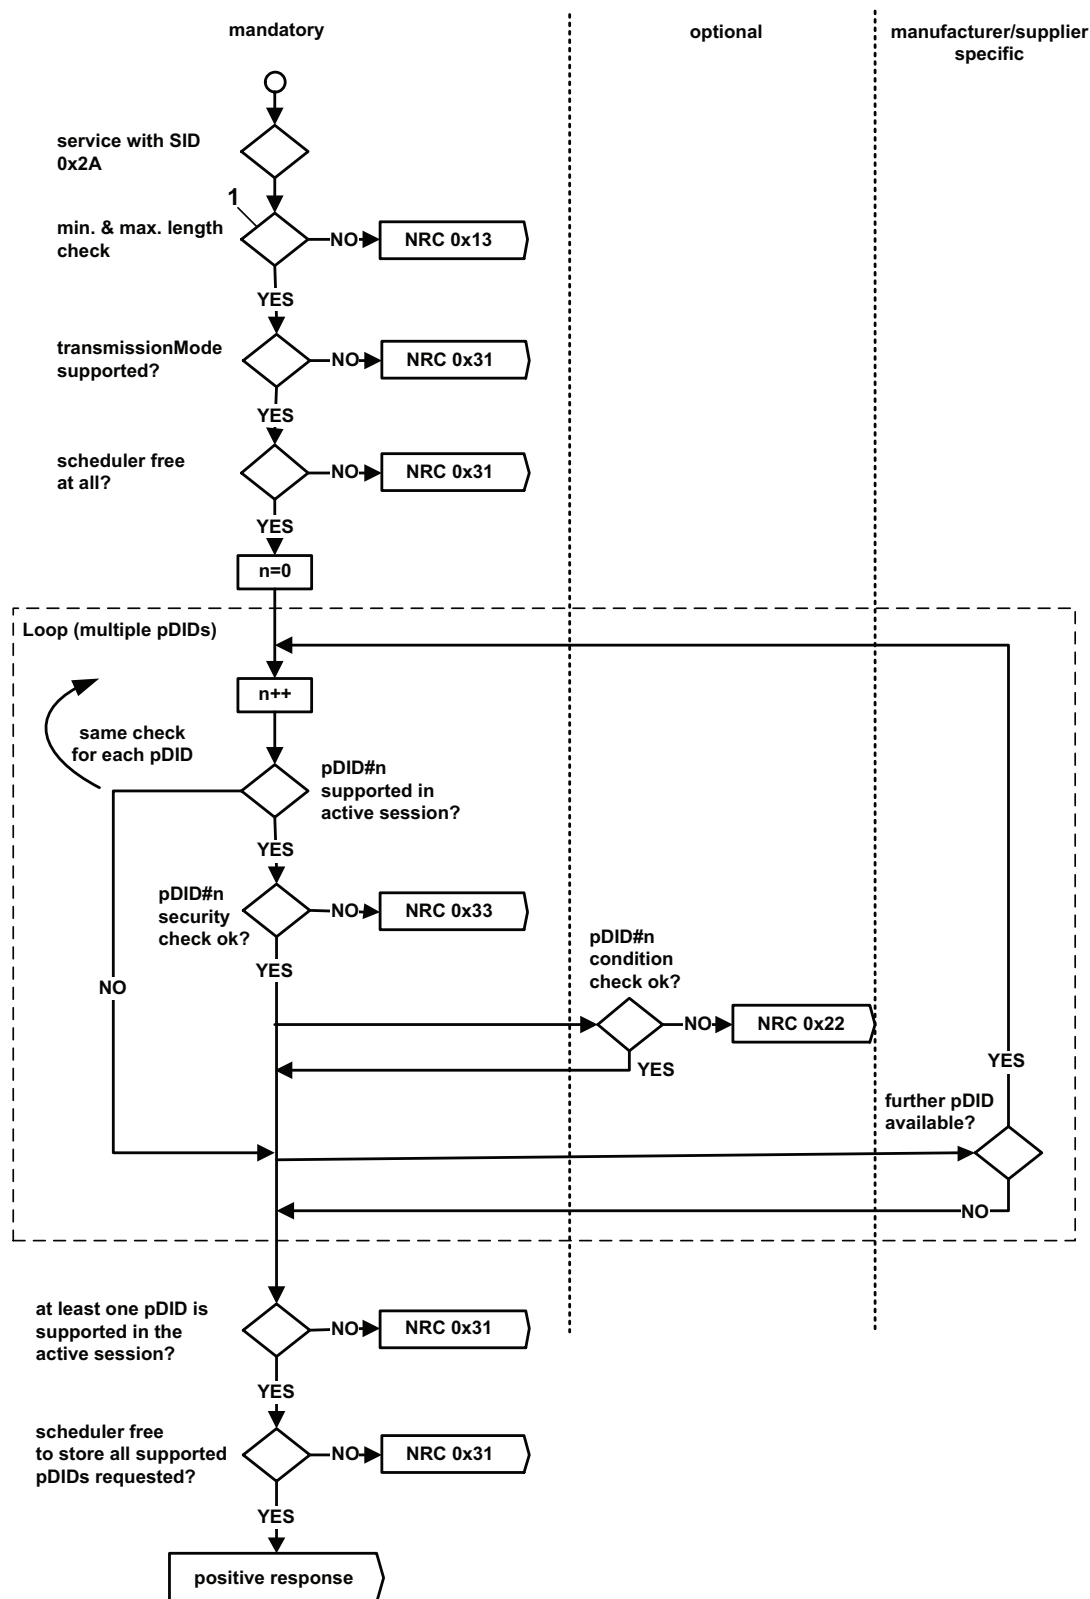 mandatory
optional
manufacturer/supplier
specific
service with SID
0x2A
1
min. & max. length
check
NO
NRC 0x13
YES
transmissionMode
supported?
NO
NRC 0x31
YES
scheduler free
at all?
NO
NRC 0x31
YES
n=0
Loop (multiple pDIDs)
n++
same check
for each pDID
pDID#n
supported in
active session?
YES
pDID#n
security
check ok?
NO
NRC 0x33
YES
NO
pDID#n
condition
check ok?
NO
NRC 0x22
YES
YES
further pDID
available?
NO
at least one pDID is
supported in the
active session?
NO
NRC 0x31
YES
scheduler free
to store all supported
pDIDs requested?
NO
NRC 0x31
YES
positive response